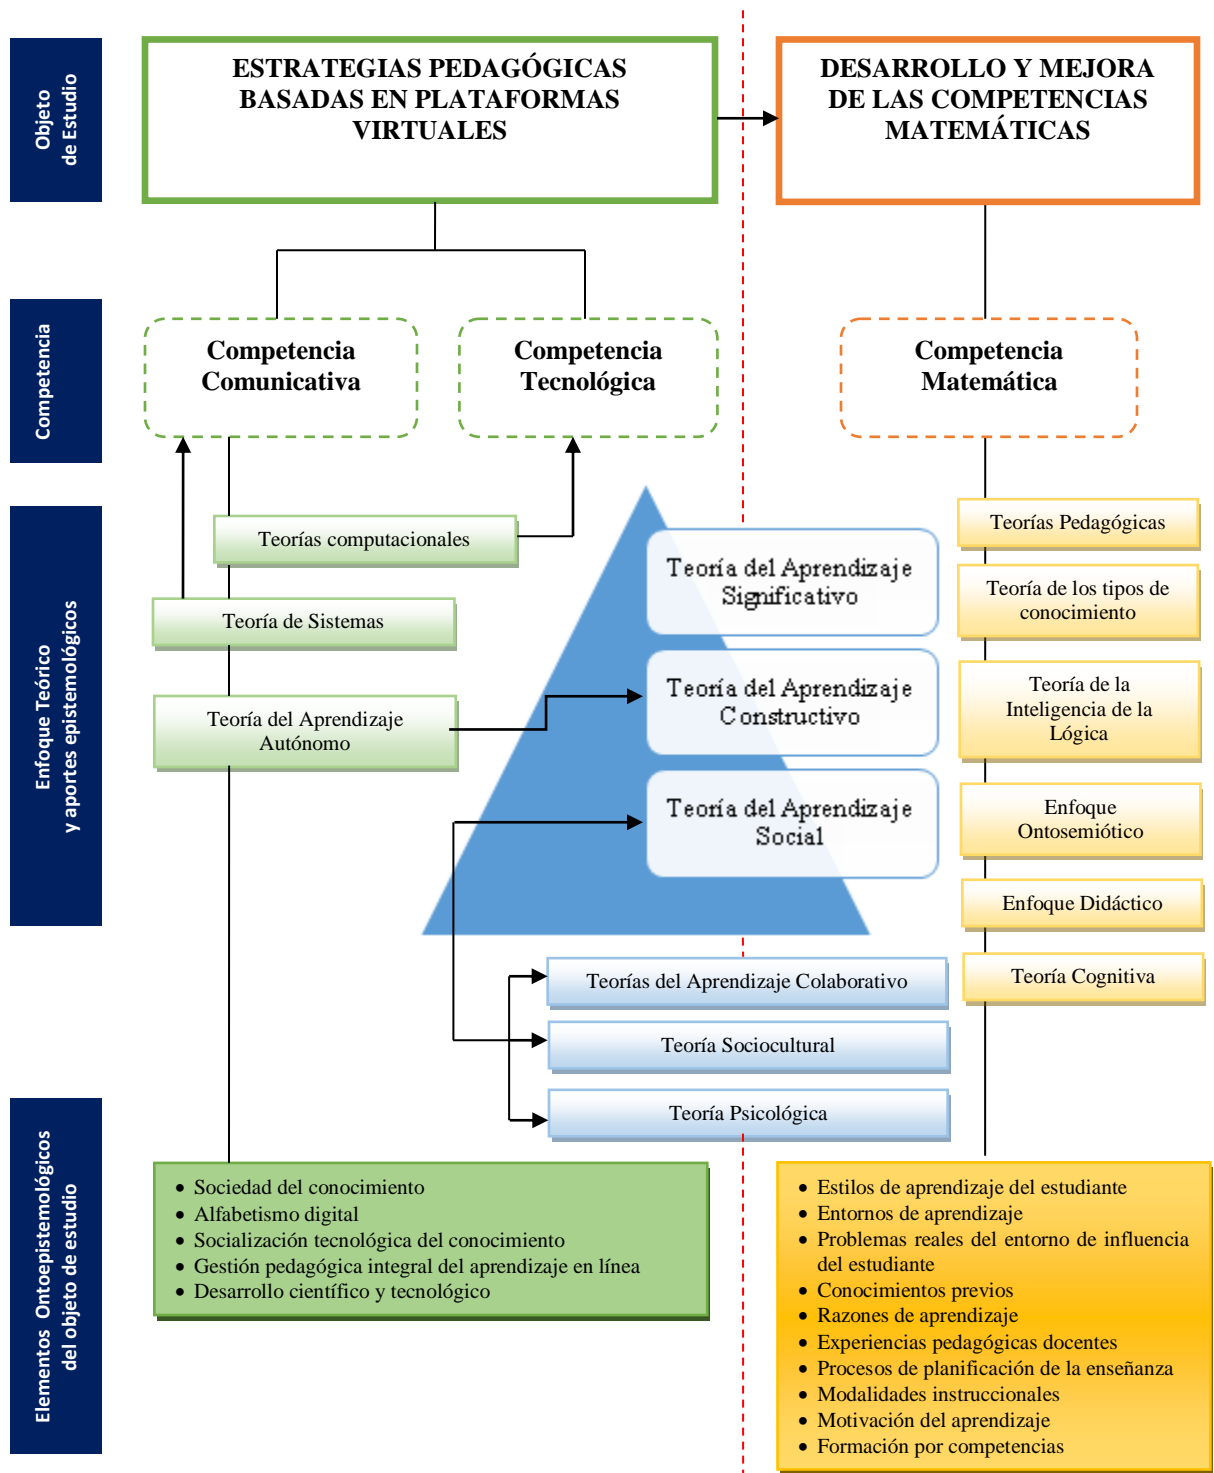 Objeto
de Estudio
ESTRATEGIAS PEDAGÓGICAS
BASADAS EN PLATAFORMAS
VIRTUALES
DESARROLLO Y MEJORA
DE LAS COMPETENCIAS
MATEMÁTICAS
Competencia
Competencia
Comunicativa
Competencia
Tecnológica
Competencia
Matemática
Enfoque Teórico
y aportes epistemológicos
Teorías computacionales
Teoría de Sistemas
Teoría del Aprendizaje
Autónomo
Teoría del Aprendizaje
Significativo
Teoría del Aprendizaje
Constructivo
Teoría del Aprendizaje
Social
Teorías del Aprendizaje Colaborativo
Teoría Sociocultural
Teoría Psicológica
Teorías Pedagógicas
Teoría de los tipos de
conocimiento
Teoría de la
Inteligencia de la
Lógica
Enfoque
Ontosemiótico
Enfoque Didáctico
Teoría Cognitiva
Elementos Ontoepistemológicos
del objeto de estudio
• Sociedad del conocimiento
• Alfabetismo digital
• Socialización tecnológica del conocimiento
• Gestión pedagógica integral del aprendizaje en línea
• Desarrollo científico y tecnológico
• Estilos de aprendizaje del estudiante
• Entornos de aprendizaje
• Problemas reales del entorno de influencia
del estudiante
• Conocimientos previos
• Razones de aprendizaje
• Experiencias pedagógicas docentes
• Procesos de planificación de la enseñanza
• Modalidades instruccionales
• Motivación del aprendizaje
• Formación por competencias